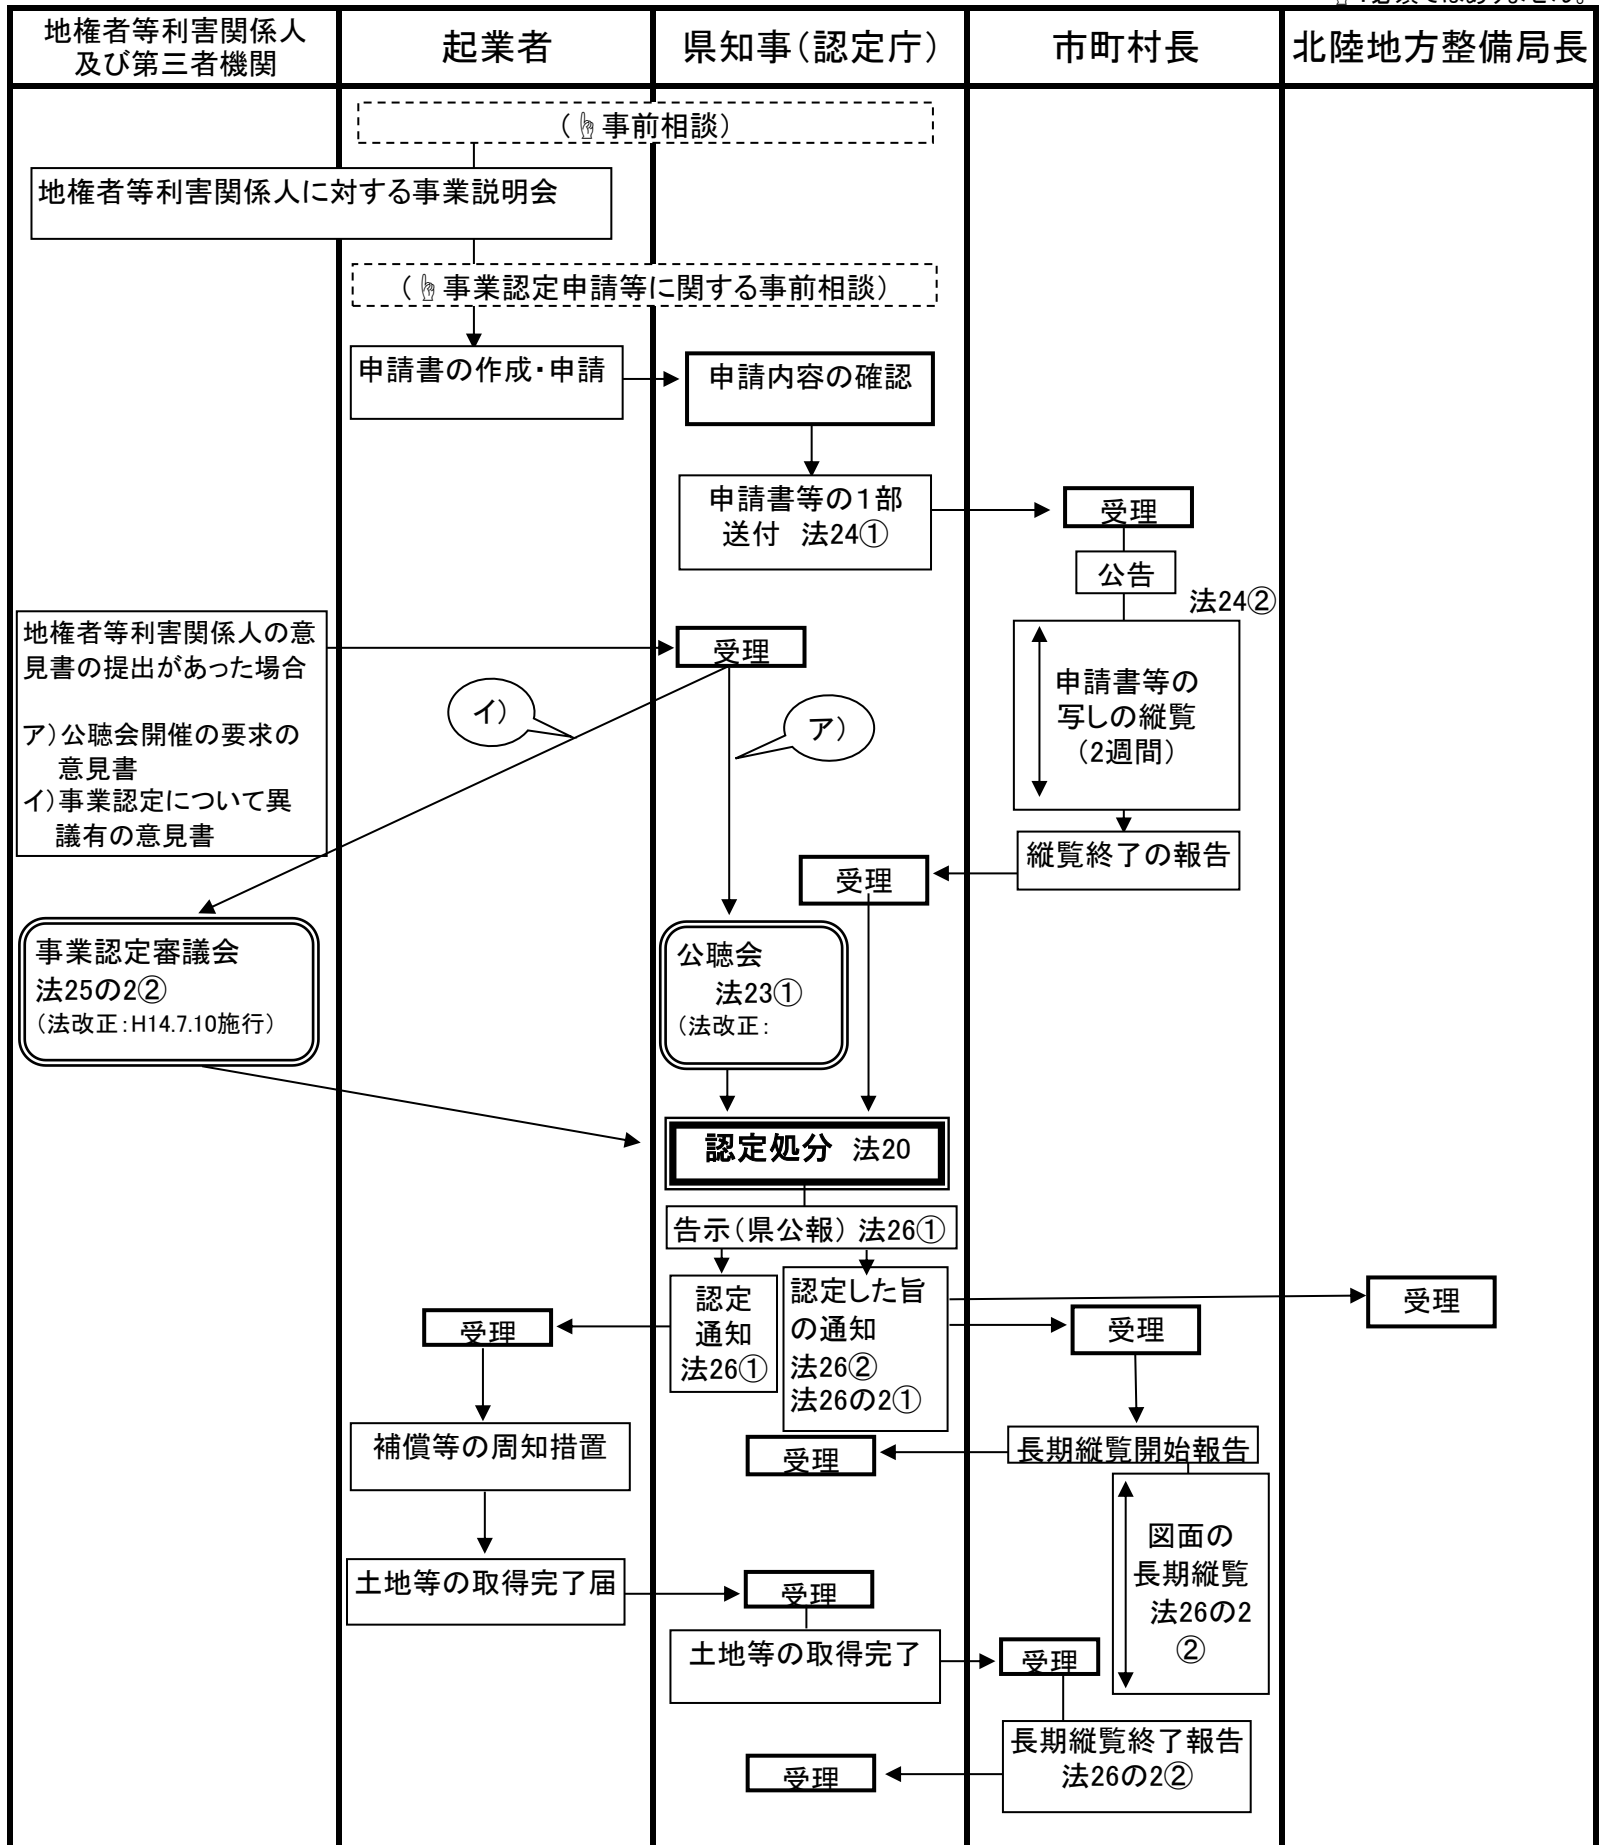 地権者等利害関係人
及び第三者機関
起業者
県知事（認定庁）
市町村長
北陸地方整備局長
（☝事前相談）
地権者等利害関係人に対する事業説明会
（☝事業認定申請等に関する事前相談）
申請書の作成・申請
申請内容の確認
申請書等の１部
送付　法24①
受理
公告
法24②
地権者等利害関係人の意
見書の提出があった場合
ア）公聴会開催の要求の
意見書
イ）事業認定について異
議有の意見書
受理
イ）
ア）
申請書等の
写しの縦覧
（2週間）
縦覧終了の報告
受理
事業認定審議会
法25の2②
（法改正：H14.7.10施行）
公聴会
法23①
（法改正：
認定処分　法20
告示（県公報）　法26①
認定
通知
法26①
認定した旨
の通知
法26②
法26の2①
受理
受理
受理
補償等の周知措置
受理
長期縦覧開始報告
図面の
長期縦覧
法26の2
②
土地等の取得完了届
受理
土地等の取得完了
受理
長期縦覧終了報告
法26の2②
受理